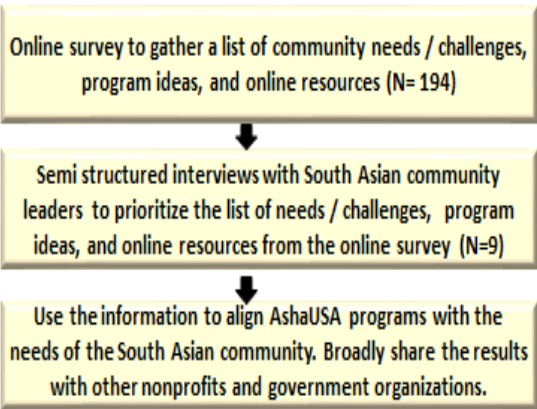 Online survey to gather a list of community needs / challenges,
program ideas, and online resources (N= 194)
Semi structured interviews with South Asian community
leaders to prioritize the list of needs / challenges, program
ideas, and online resources from the online survey (N=9)
Use the information to align AshaUSA programs with the
needs of the South Asian community. Broadly share the results
with other nonprofits and government organizations.